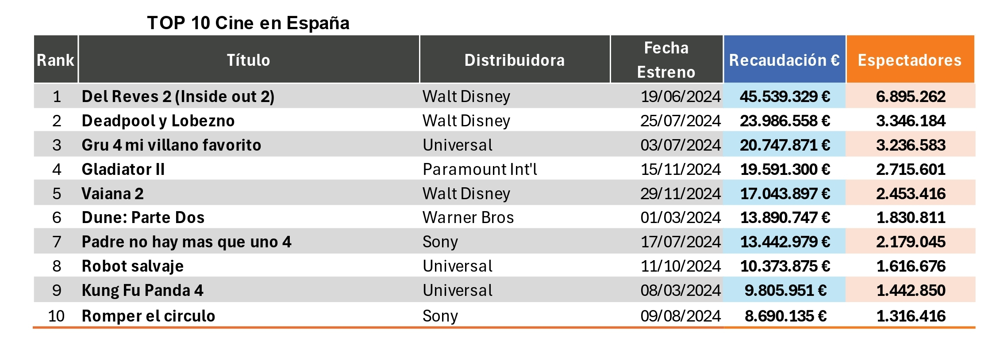 TOP 10 Cine en España
Rank Título Distribuidora Fecha Estreno Recaudación € Espectadores
1 Del Reves 2 (Inside out 2) Walt Disney 19/06/2024 45.539.329 € 6.895.262
2 Deadpool y Lobezno Walt Disney 25/07/2024 23.986.558 € 3.346.184
3 Gru 4 mi villano favorito Universal 03/07/2024 20.747.871 € 3.236.583
4 Gladiator II Paramount Int'l 15/11/2024 19.591.300 € 2.715.601
5 Vaiana 2 Walt Disney 29/11/2024 17.043.897 € 2.453.416
6 Dune: Parte Dos Warner Bros 01/03/2024 13.890.747 € 1.830.811
7 Padre no hay mas que uno 4 Sony 17/07/2024 13.442.979 € 2.179.045
8 Robot salvaje Universal 11/10/2024 10.373.875 € 1.616.676
9 Kung Fu Panda 4 Universal 08/03/2024 9.805.951 € 1.442.850
10 Romper el circulo Sony 09/08/2024 8.690.135 € 1.316.416